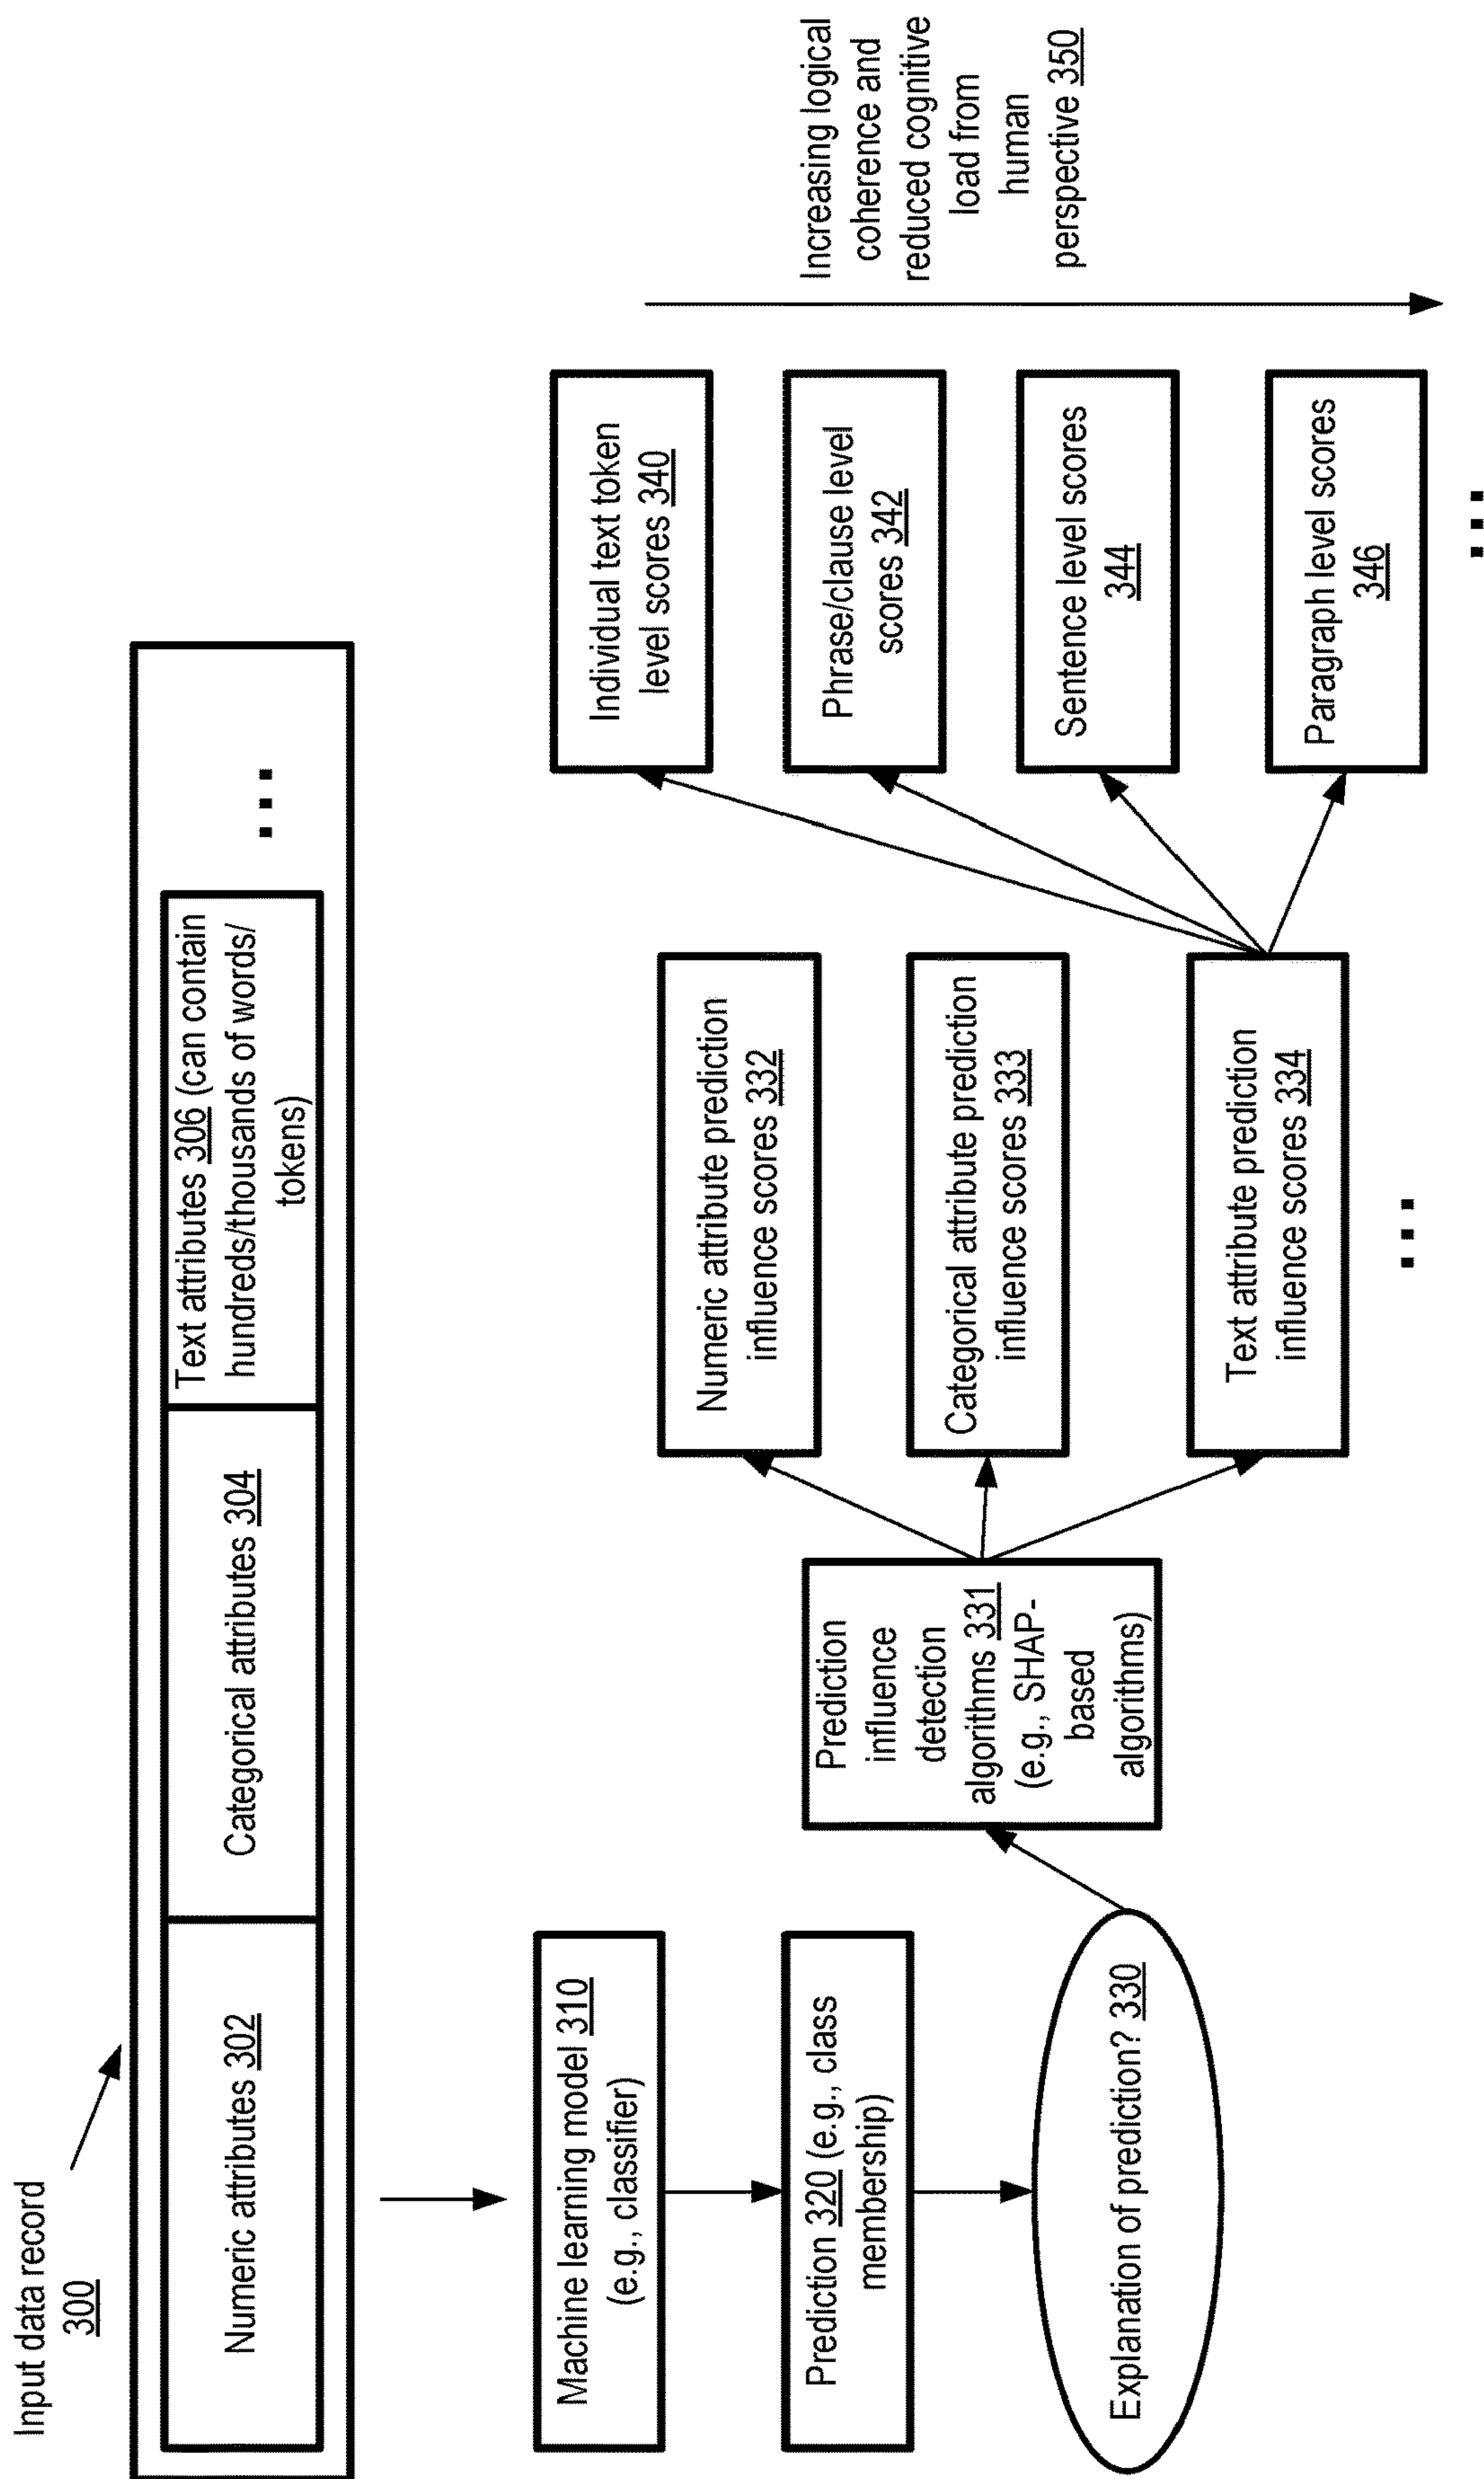 Input data record
300
Numeric attributes 302
Categorical attributes 304
Text attributes 306 (can contain
hundreds/thousands of words/
tokens)
...
Machine learning model 310
(e.g., classifier)
Prediction 320 (e.g., class
membership)
Explanation of prediction? 330
Prediction
influence
detection
algorithms 331
(e.g., SHAP-
based
algorithms)
Numeric attribute prediction
influence scores 332
Categorical attribute prediction
influence scores 333
Text attribute prediction
influence scores 334
...
Individual text token
level scores 340
Phrase/clause level
scores 342
Sentence level scores
344
Paragraph level scores
346
...
Increasing logical
coherence and
reduced cognitive
load from
human
perspective 350